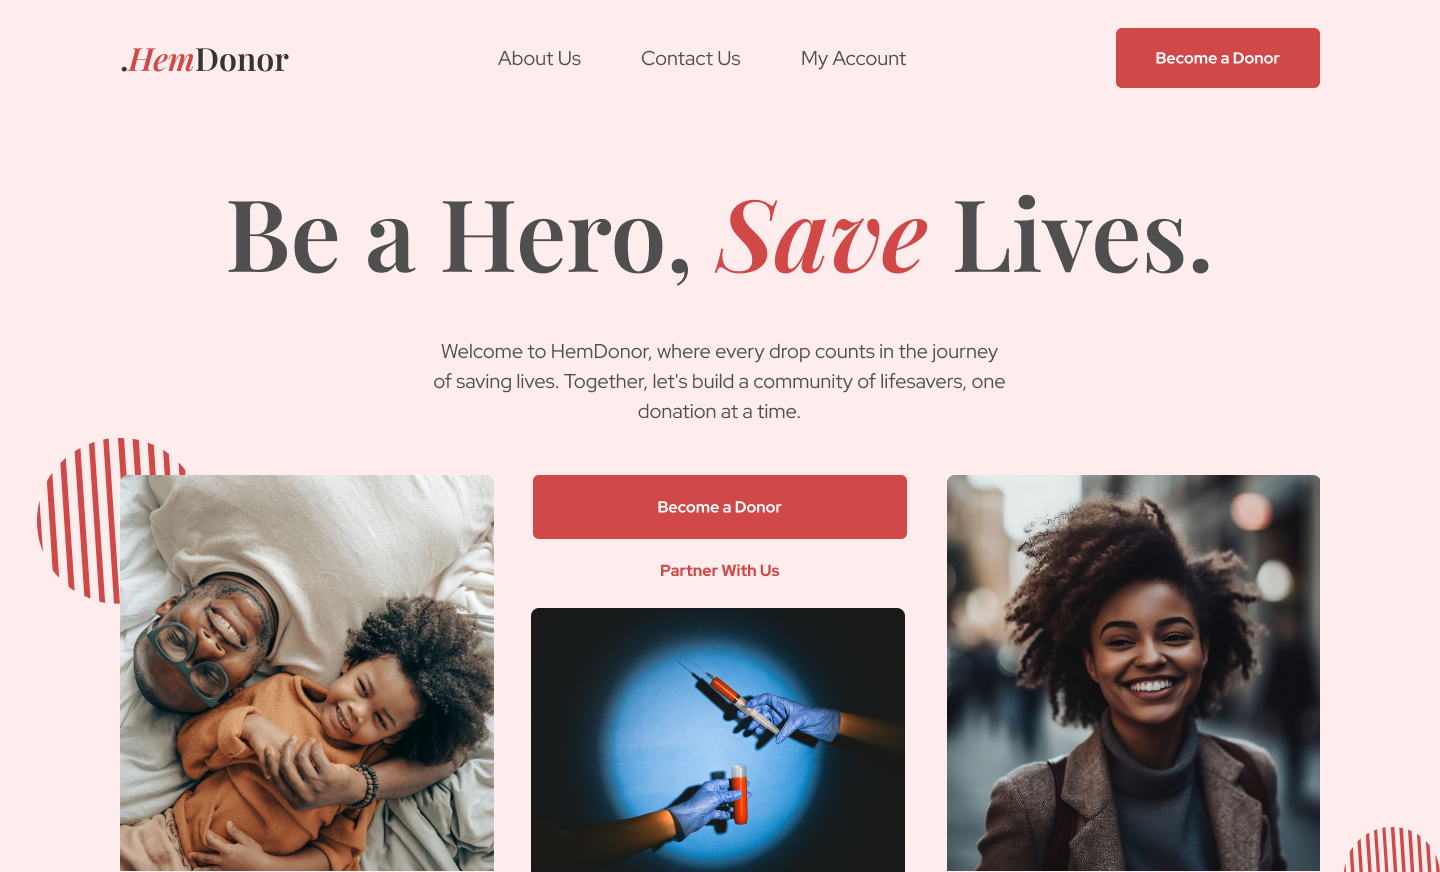 .HemDonor
About Us
Contact Us
My Account
Become a Donor
Be a Hero, Save Lives.
Welcome to HemDonor, where every drop counts in the journey
of saving lives. Together, let's build a community of lifesavers, one
donation at a time.
Become a Donor
Partner With Us